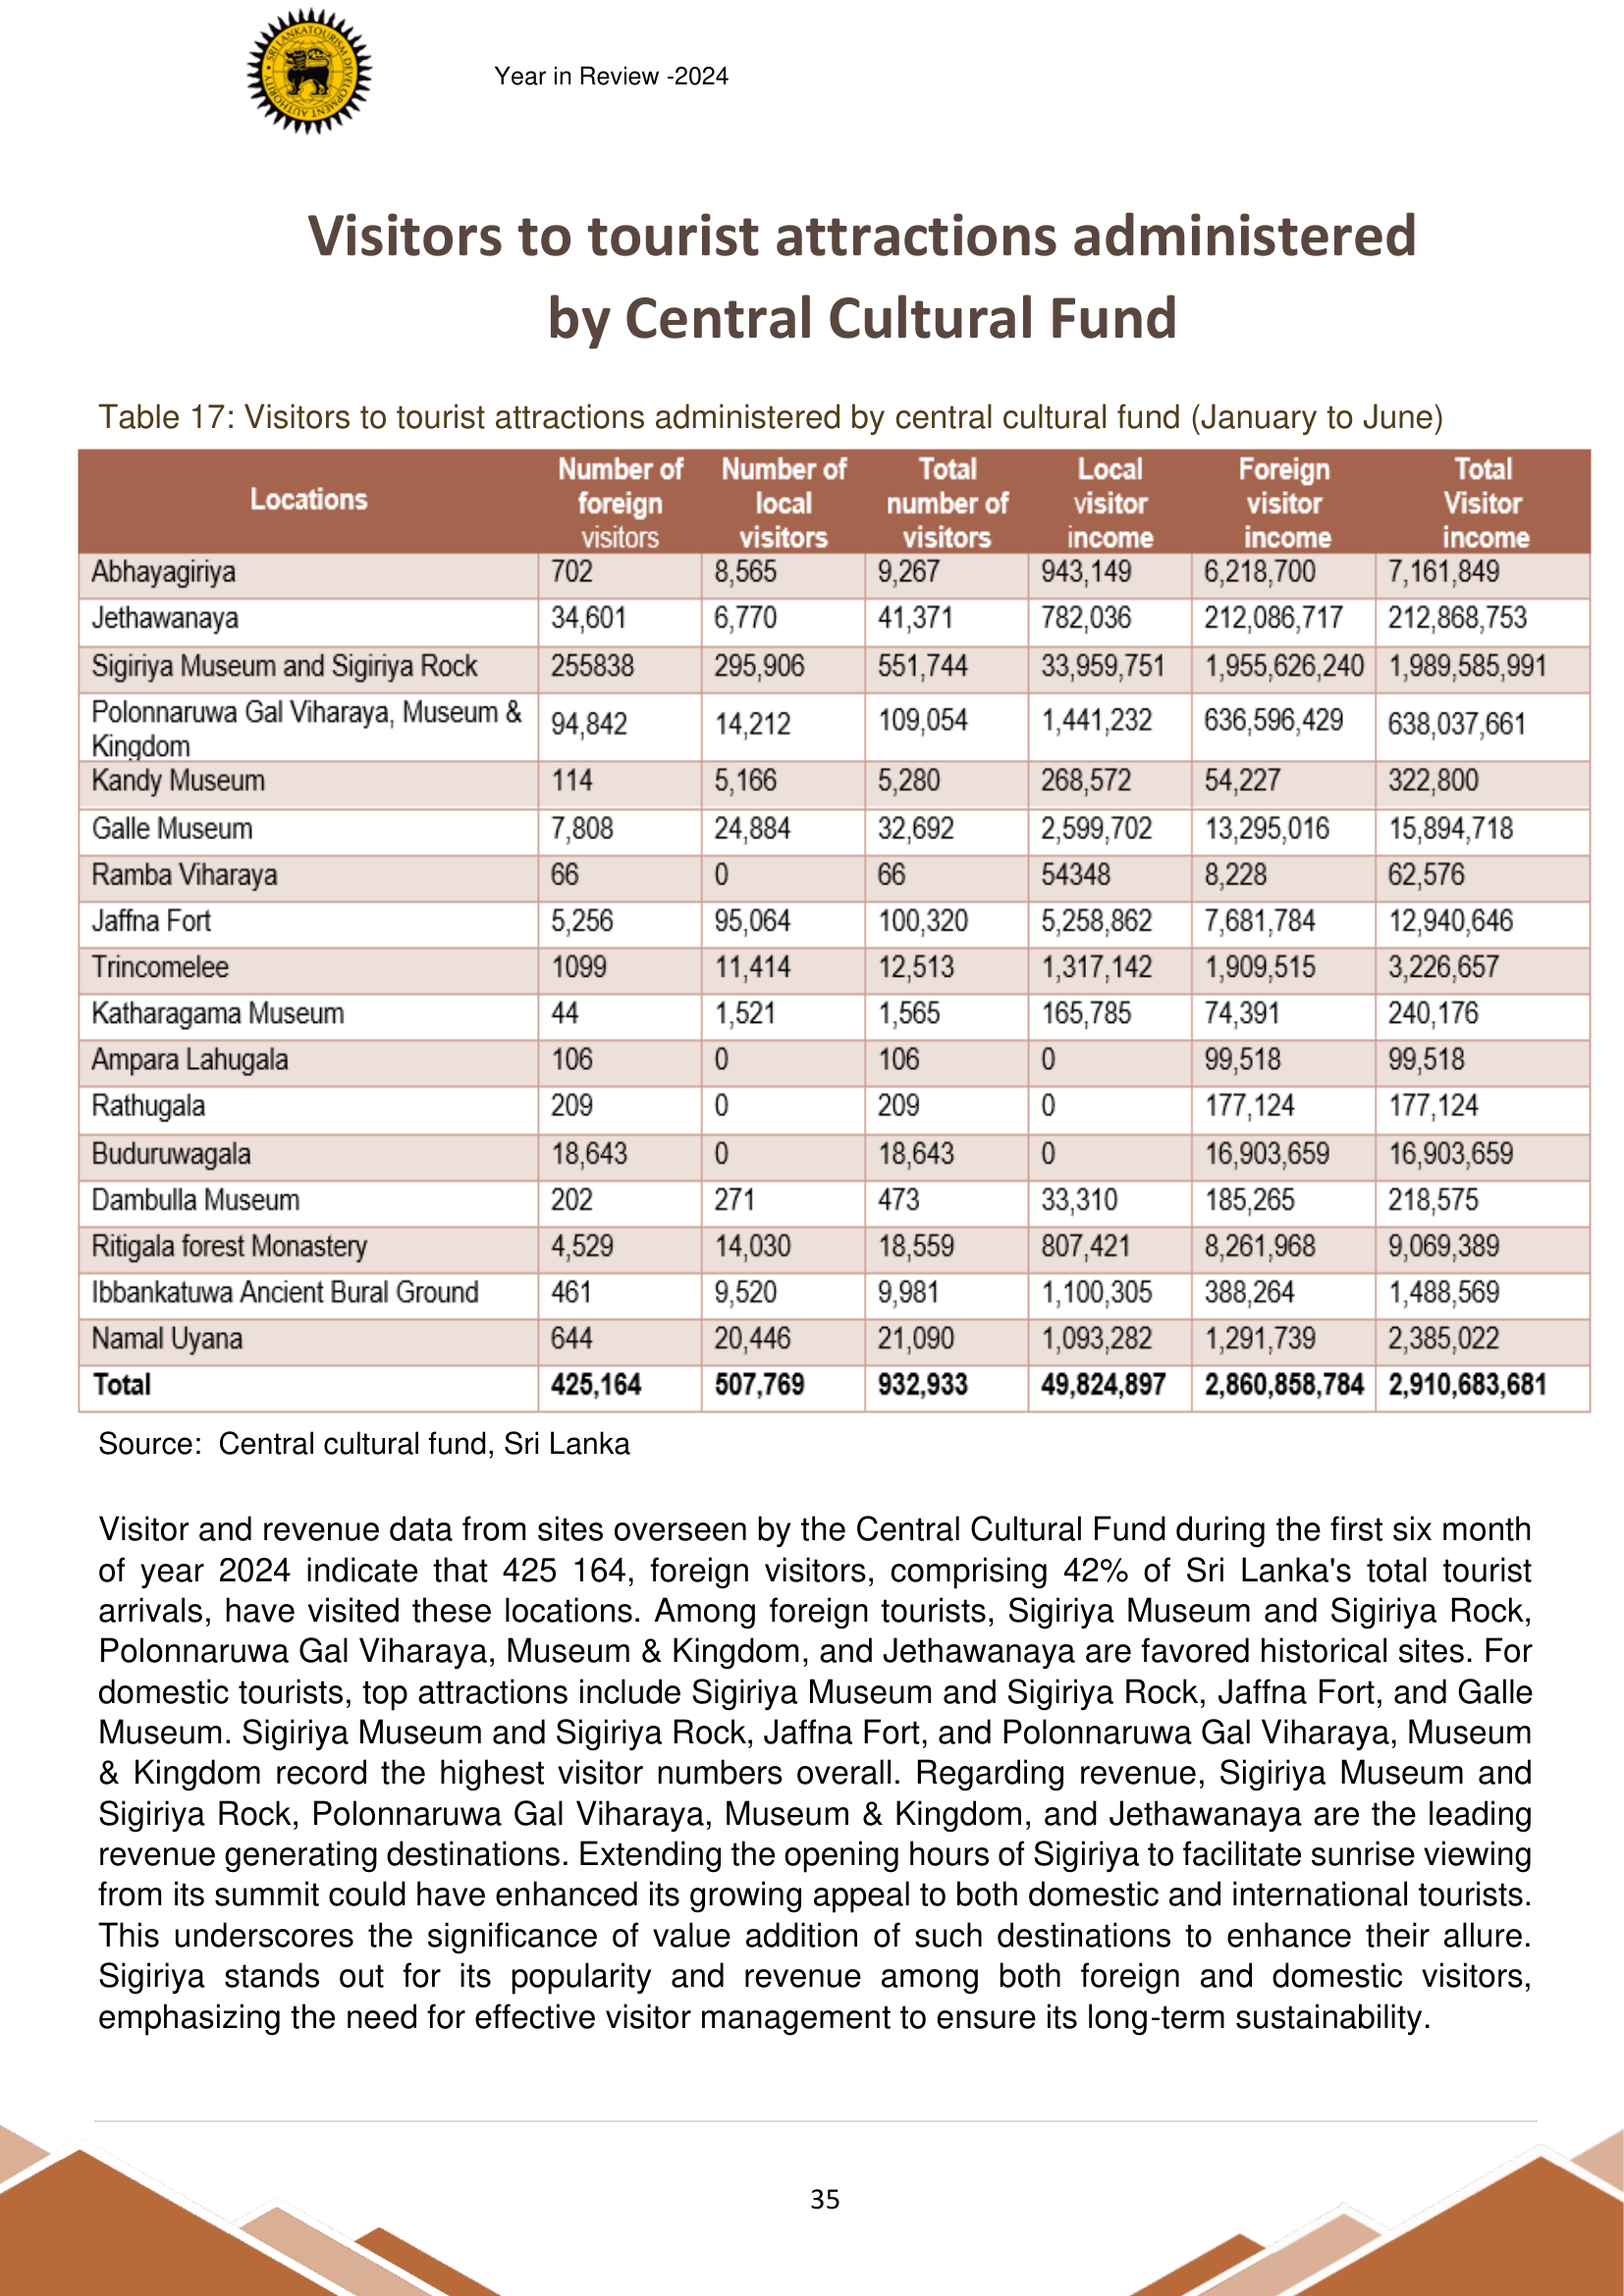 SRI LANKA TOURISM DEVELOPMENT AUTHORITY
Year in Review -2024
Visitors to tourist attractions administered
by Central Cultural Fund
Table 17: Visitors to tourist attractions administered by central cultural fund (January to June)
Locations | Number of foreign visitors | Number of local visitors | Total number of visitors | Local visitor income | Foreign visitor income | Total Visitor income
Abhayagiriya | 702 | 8,565 | 9,267 | 943,149 | 6,218,700 | 7,161,849
Jethawanaya | 34,601 | 6,770 | 41,371 | 782,036 | 212,086,717 | 212,868,753
Sigiriya Museum and Sigiriya Rock | 255838 | 295,906 | 551,744 | 33,959,751 | 1,955,626,240 | 1,989,585,991
Polonnaruwa Gal Viharaya, Museum & Kingdom | 94,842 | 14,212 | 109,054 | 1,441,232 | 636,596,429 | 638,037,661
Kandy Museum | 114 | 5,166 | 5,280 | 268,572 | 54,227 | 322,800
Galle Museum | 7,808 | 24,884 | 32,692 | 2,599,702 | 13,295,016 | 15,894,718
Ramba Viharaya | 66 | 0 | 66 | 54348 | 8,228 | 62,576
Jaffna Fort | 5,256 | 95,064 | 100,320 | 5,258,862 | 7,681,784 | 12,940,646
Trincomelee | 1099 | 11,414 | 12,513 | 1,317,142 | 1,909,515 | 3,226,657
Katharagama Museum | 44 | 1,521 | 1,565 | 165,785 | 74,391 | 240,176
Ampara Lahugala | 106 | 0 | 106 | 0 | 99,518 | 99,518
Rathugala | 209 | 0 | 209 | 0 | 177,124 | 177,124
Buduruwagala | 18,643 | 0 | 18,643 | 0 | 16,903,659 | 16,903,659
Dambulla Museum | 202 | 271 | 473 | 33,310 | 185,265 | 218,575
Ritigala forest Monastery | 4,529 | 14,030 | 18,559 | 807,421 | 8,261,968 | 9,069,389
Ibbankatuwa Ancient Bural Ground | 461 | 9,520 | 9,981 | 1,100,305 | 388,264 | 1,488,569
Namal Uyana | 644 | 20,446 | 21,090 | 1,093,282 | 1,291,739 | 2,385,022
Total | 425,164 | 507,769 | 932,933 | 49,824,897 | 2,860,858,784 | 2,910,683,681
Source: Central cultural fund, Sri Lanka
Visitor and revenue data from sites overseen by the Central Cultural Fund during the first six month
of year 2024 indicate that 425 164, foreign visitors, comprising 42% of Sri Lanka's total tourist
arrivals, have visited these locations. Among foreign tourists, Sigiriya Museum and Sigiriya Rock,
Polonnaruwa Gal Viharaya, Museum & Kingdom, and Jethawanaya are favored historical sites. For
domestic tourists, top attractions include Sigiriya Museum and Sigiriya Rock, Jaffna Fort, and Galle
Museum. Sigiriya Museum and Sigiriya Rock, Jaffna Fort, and Polonnaruwa Gal Viharaya, Museum
& Kingdom record the highest visitor numbers overall. Regarding revenue, Sigiriya Museum and
Sigiriya Rock, Polonnaruwa Gal Viharaya, Museum & Kingdom, and Jethawanaya are the leading
revenue generating destinations. Extending the opening hours of Sigiriya to facilitate sunrise viewing
from its summit could have enhanced its growing appeal to both domestic and international tourists.
This underscores the significance of value addition of such destinations to enhance their allure.
Sigiriya stands out for its popularity and revenue among both foreign and domestic visitors,
emphasizing the need for effective visitor management to ensure its long-term sustainability.
35